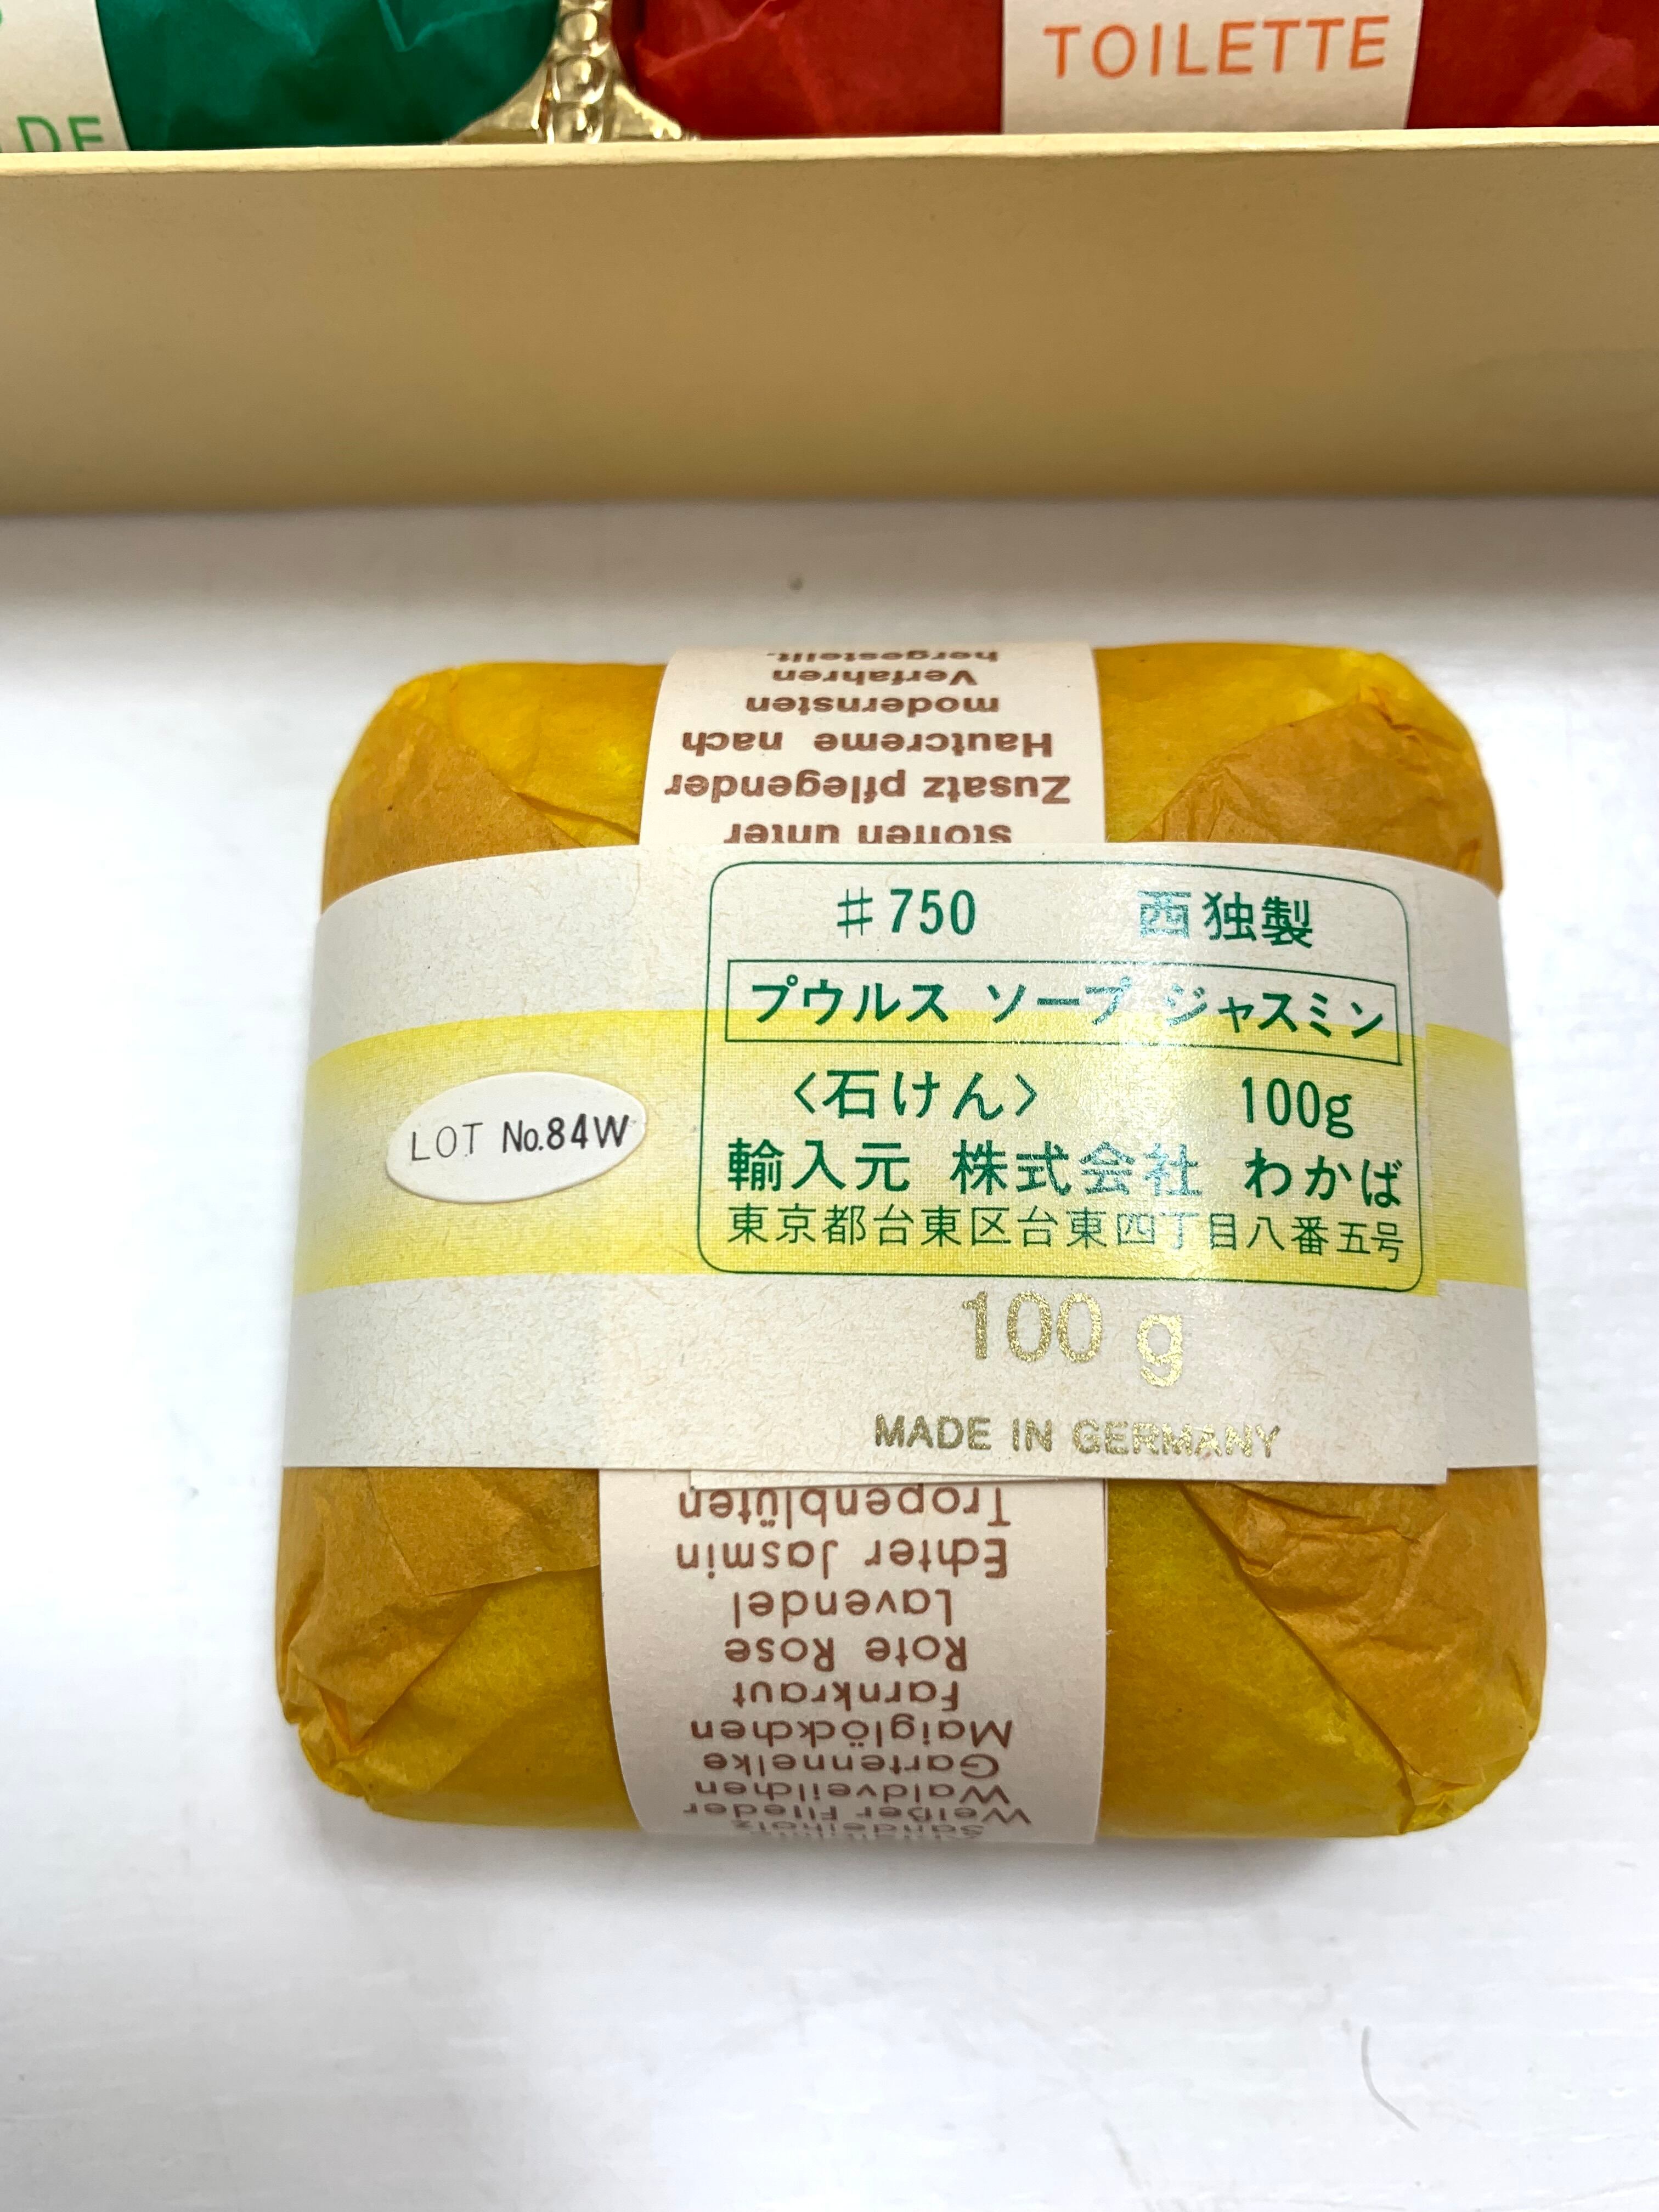 DE
TOILETTE
#750 西独製
プウルス ソープ ジャスミン
〈石けん〉 100g
輸入元 株式会社 わかば
東京都台東区台東四丁目八番五号
LOT No.84W
100 g
MADE IN GERMANY
stoffen unter
Zusatz pflegender
Hautcreme nach
modernsten
Verfahren
hergestellt.
Sandelholz
Weißer Flieder
Waldveilchen
Gartennelke
Maiglöckchen
Farnkraut
Rote Rose
Lavendel
Echter Jasmin
Tropenblüten